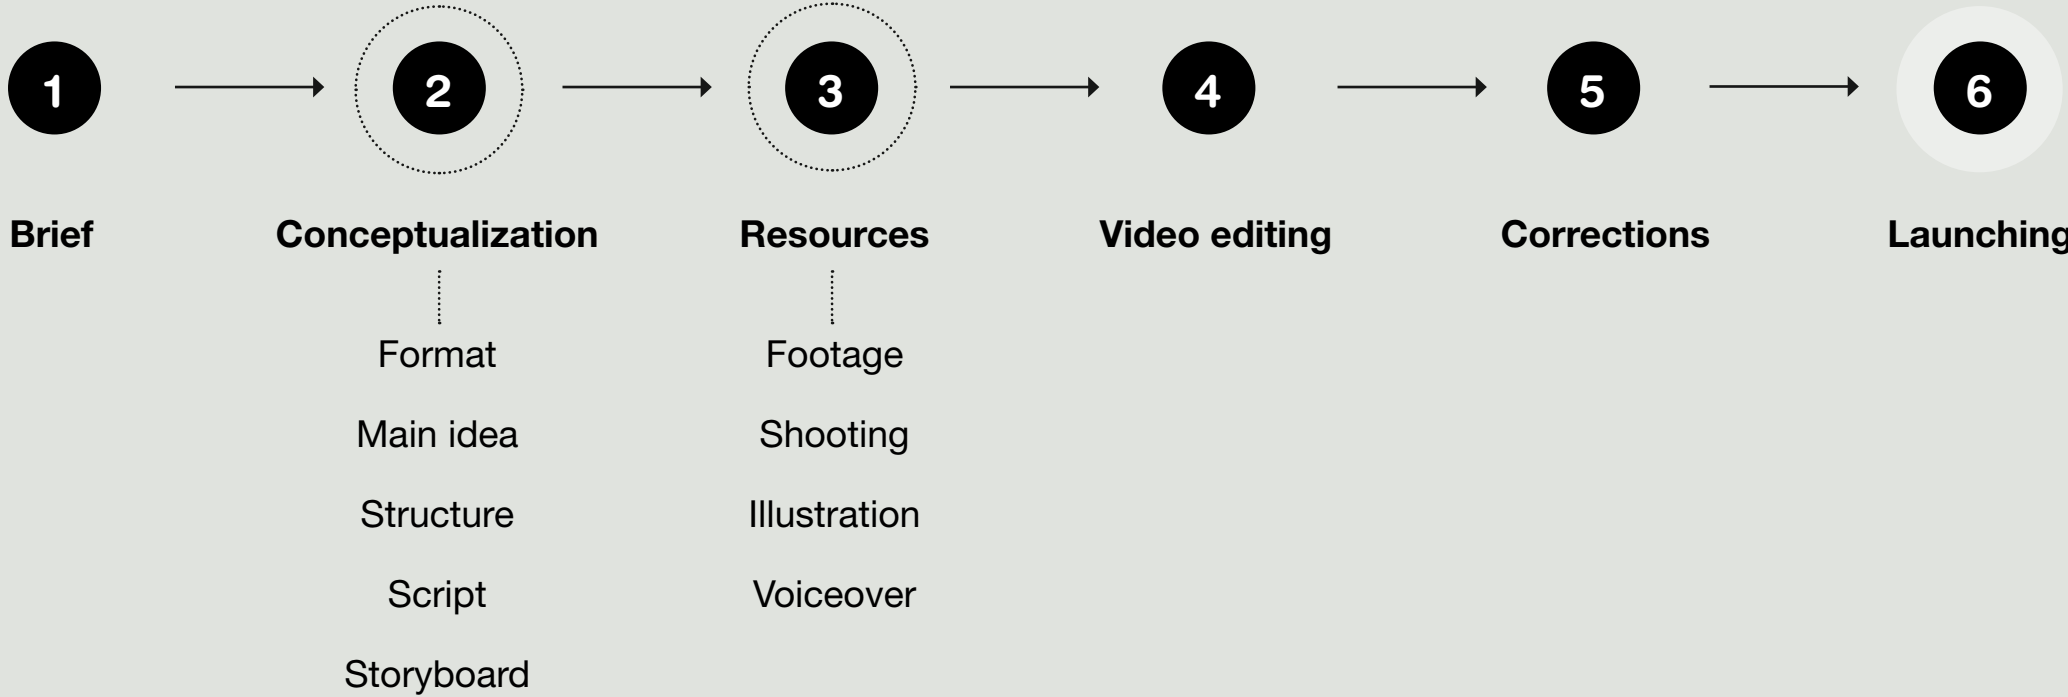 1
2
3
4
5
6
Brief
Conceptualization
Resources
Video editing
Corrections
Launching
Format
Main idea
Structure
Script
Storyboard
Footage
Shooting
Illustration
Voiceover